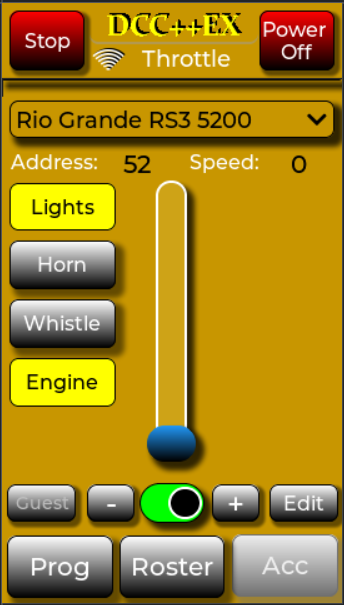 Stop
DCC++EX
Throttle
Power
Off
Rio Grande RS3 5200
Address: 52 Speed: 0
Lights
Horn
Whistle
Engine
Guest - + Edit
Prog Roster Acc